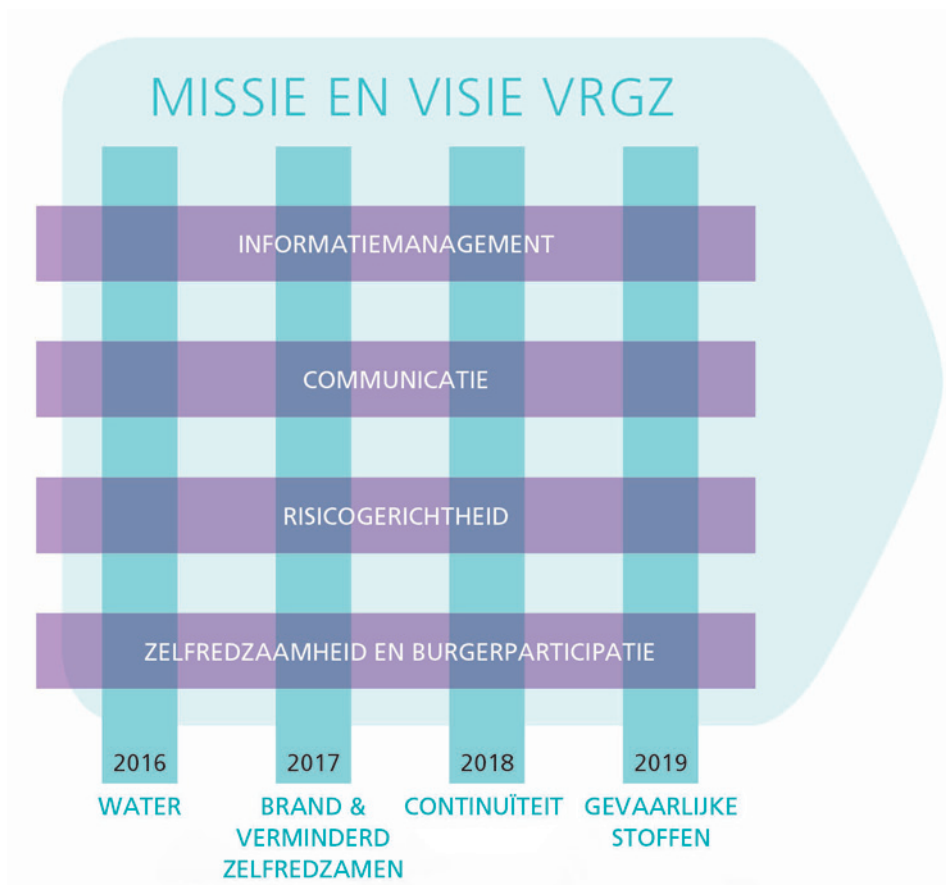 MISSIE EN VISIE VRGZ
INFORMATIEMANAGEMENT
COMMUNICATIE
RISICOGERICHTHEID
ZELFREDZAAMHEID EN BURGERPARTICIPATIE
2016
WATER
2017
BRAND &
VERMINDERD
ZELFREDZAMEN
2018
CONTINUÏTEIT
2019
GEVAARLIJKE
STOFFEN